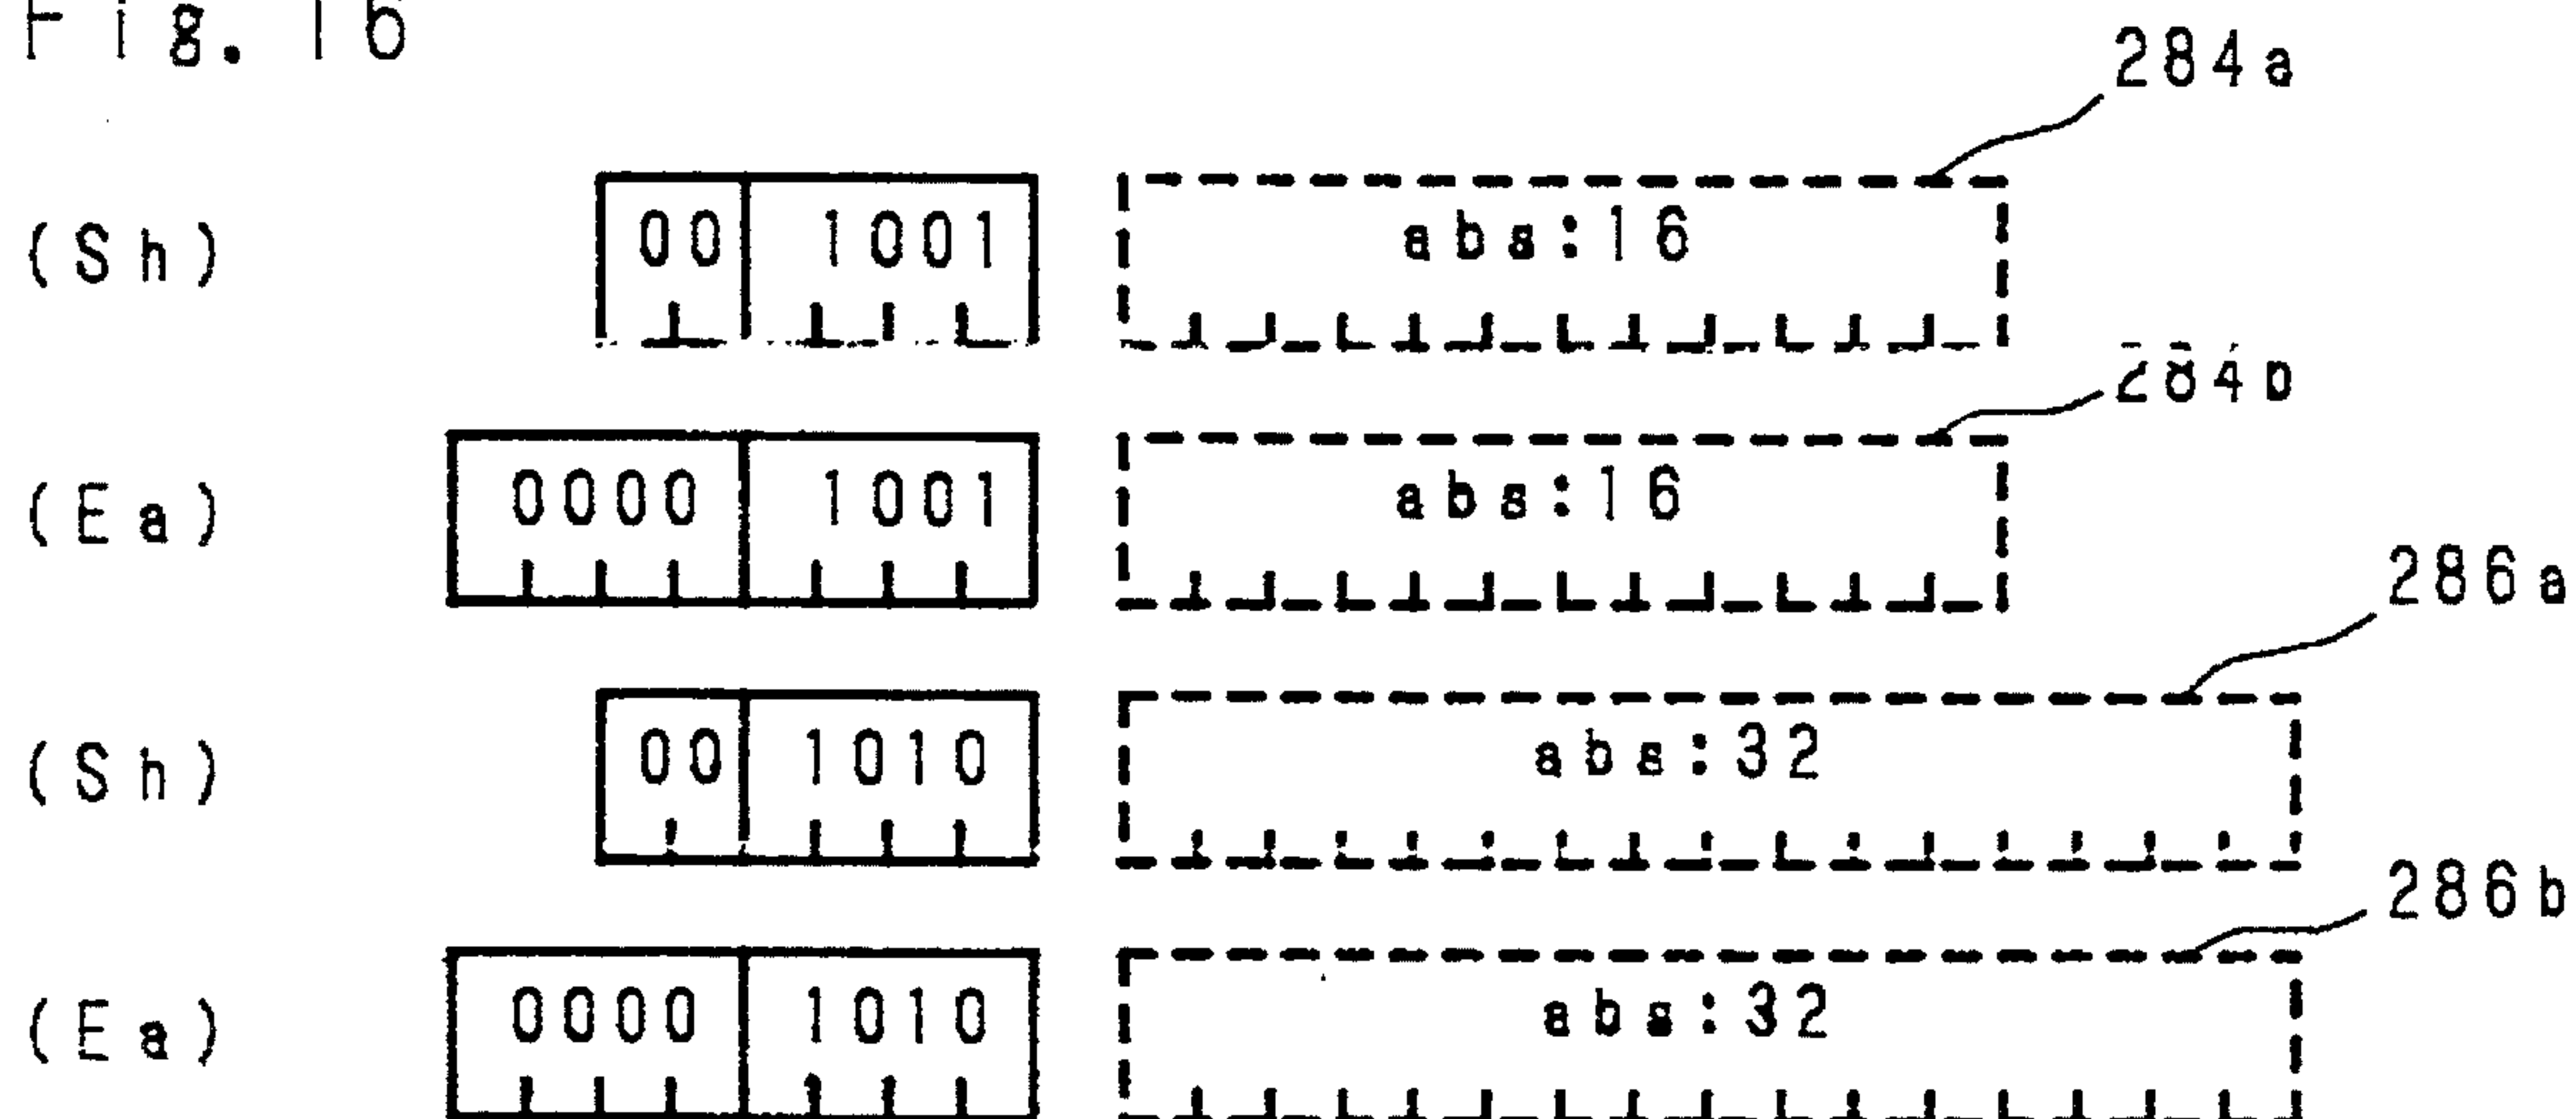 Fig. 16
284a
(Sh) 00 1001 abs:16
284b
(Ea) 0000 1001 abs:16
286a
(Sh) 00 1010 abs:32
286b
(Ea) 0000 1010 abs:32